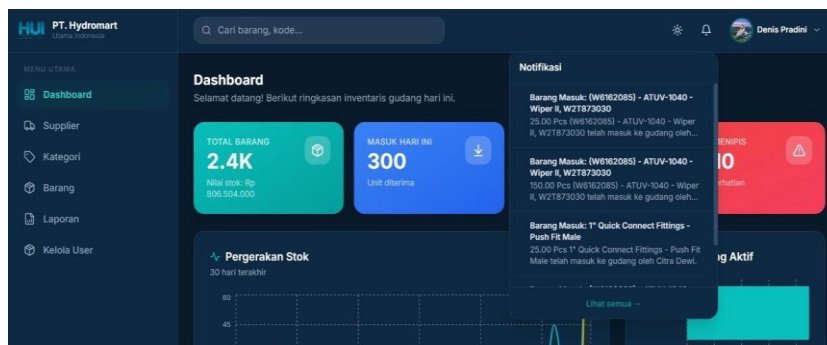 HUI
PT. Hydromart
Utama Indonesia
Cari barang, kode...
Denis Pradini
MENU UTAMA
Dashboard
Supplier
Kategori
Barang
Laporan
Kelola User
Dashboard
Selamat datang! Berikut ringkasan inventaris gudang hari ini.
TOTAL BARANG
2.4K
Nilai stok: Rp
806.504.000
MASUK HARI INI
300
Unit diterima
Notifikasi
Barang Masuk: (W6162085) - ATUV-1040 -
Wiper II, W2T873030
25.00 Pcs (W6162085) - ATUV-1040 - Wiper
II, W2T873030 telah masuk ke gudang oleh...
Barang Masuk: (W6162085) - ATUV-1040 -
Wiper II, W2T873030
150.00 Pcs (W6162085) - ATUV-1040 - Wiper
II, W2T873030 telah masuk ke gudang oleh...
Barang Masuk: 1" Quick Connect Fittings -
Push Fit Male
25.00 Pcs 1" Quick Connect Fittings - Push Fit
Male telah masuk ke gudang oleh Citra Dewi.
Lihat semua →
Pergerakan Stok
30 hari terakhir
60
45